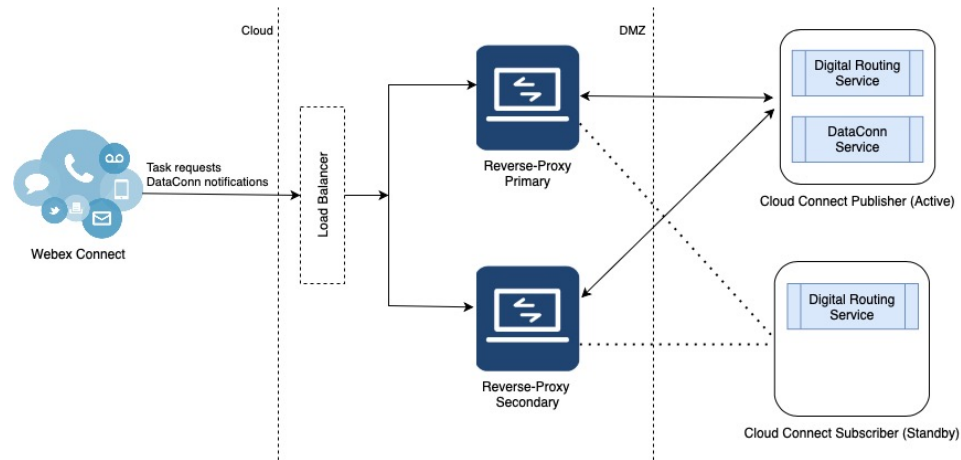 Cloud
DMZ
Digital Routing
Service
DataConn
Service
Cloud Connect Publisher (Active)
Reverse-Proxy
Primary
Task requests
DataConn notifications
Load Balancer
Webex Connect
Digital Routing
Service
Reverse-Proxy
Secondary
Cloud Connect Subscriber (Standby)